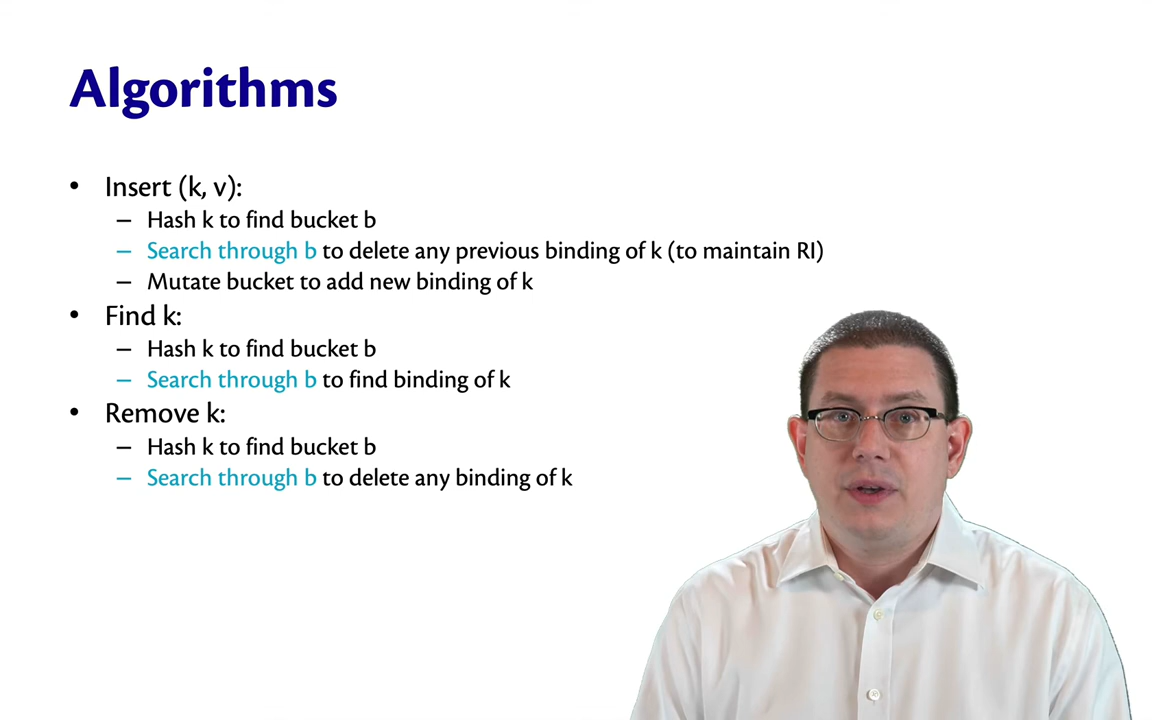 Algorithms
• Insert (k, v):
– Hash k to find bucket b
– Search through b to delete any previous binding of k (to maintain RI)
– Mutate bucket to add new binding of k
• Find k:
– Hash k to find bucket b
– Search through b to find binding of k
• Remove k:
– Hash k to find bucket b
– Search through b to delete any binding of k